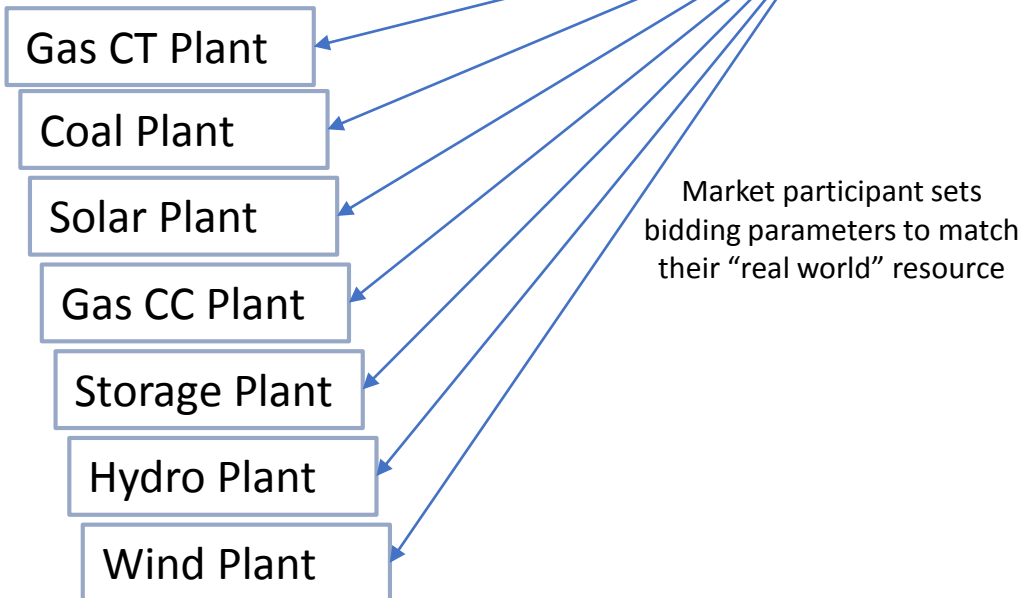 Gas CT Plant
Coal Plant
Solar Plant
Gas CC Plant
Storage Plant
Hydro Plant
Wind Plant
Market participant sets
bidding parameters to match
their “real world” resource